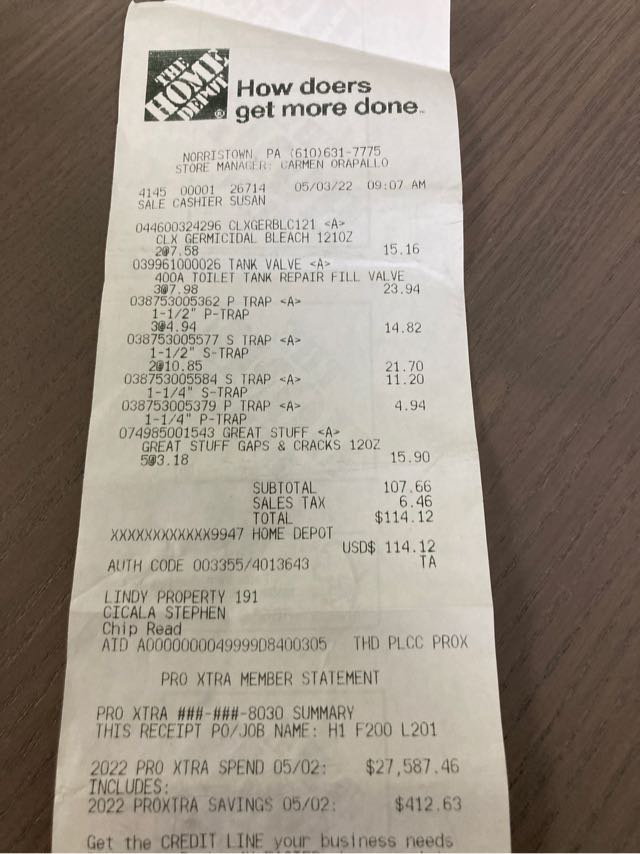 THE
HOME
DEPOT
®
How doers
get more done™
NORRISTOWN, PA (610)631-7775
STORE MANAGER: CARMEN ORAPALLO
4145 00001 26714 05/03/22 09:07 AM
SALE CASHIER SUSAN
044600324296 CLXGERBLC121 <A>
CLX GERMICIDAL BLEACH 121OZ
2@7.58 15.16
039961000026 TANK VALVE <A>
400A TOILET TANK REPAIR FILL VALVE
3@7.98 23.94
038753005362 P TRAP <A>
1-1/2" P-TRAP
3@4.94 14.82
038753005577 S TRAP <A>
1-1/2" S-TRAP
2@10.85 21.70
038753005584 S TRAP <A> 11.20
1-1/4" S-TRAP
038753005379 P TRAP <A> 4.94
1-1/4" P-TRAP
074985001543 GREAT STUFF <A>
GREAT STUFF GAPS & CRACKS 12OZ
5@3.18 15.90
SUBTOTAL 107.66
SALES TAX 6.46
TOTAL $114.12
XXXXXXXXXXXX9947 HOME DEPOT
USD$ 114.12
AUTH CODE 003355/4013643 TA
LINDY PROPERTY 191
CICALA STEPHEN
Chip Read
AID A0000000049999D8400305 THD PLCC PROX
PRO XTRA MEMBER STATEMENT
PRO XTRA ###-###-8030 SUMMARY
THIS RECEIPT PO/JOB NAME: H1 F200 L201
2022 PRO XTRA SPEND 05/02: $27,587.46
INCLUDES:
2022 PROXTRA SAVINGS 05/02: $412.63
Get the CREDIT LINE your business needs